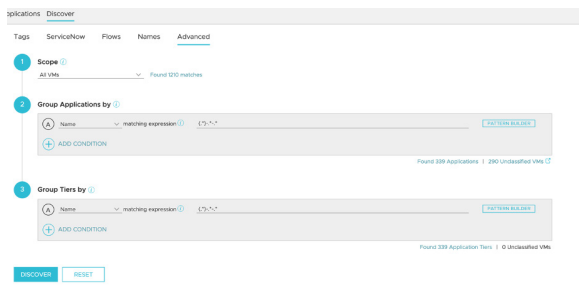 pplications Discover
Tags ServiceNow Flows Names Advanced
1 Scope i
All VMs Found 1210 matches
2 Group Applications by i
A Name matching expression i (.*)-.*-.* PATTERN BUILDER
+ ADD CONDITION
Found 339 Applications | 290 Unclassified VMs
3 Group Tiers by i
A Name matching expression i (.*)-.*-.* PATTERN BUILDER
+ ADD CONDITION
Found 339 Application Tiers | 0 Unclassified VMs
DISCOVER RESET